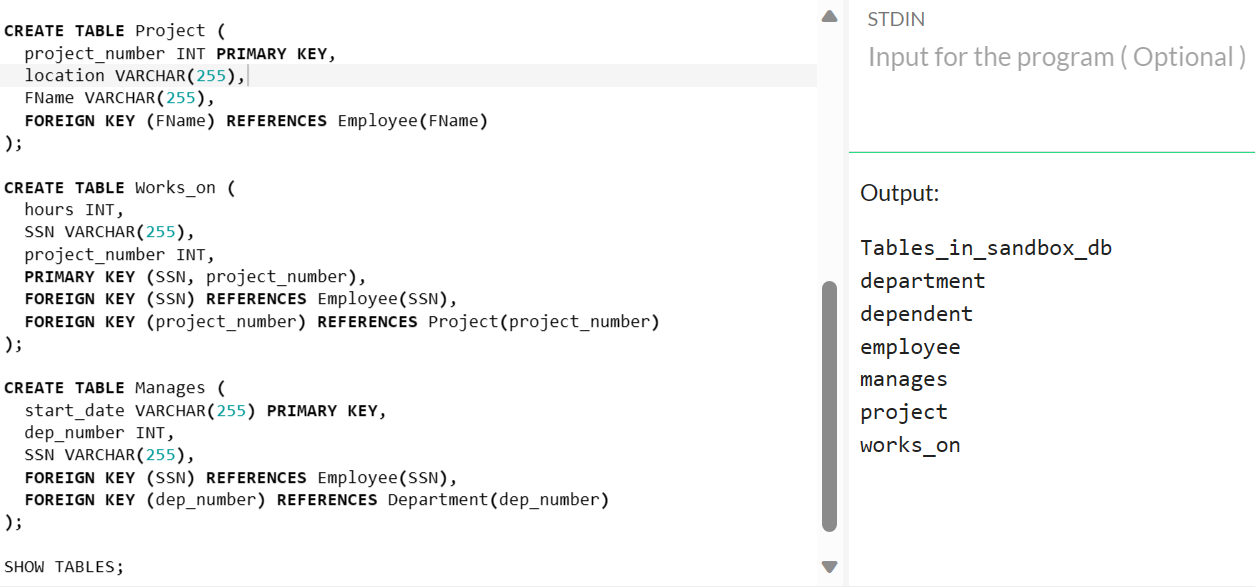 CREATE TABLE Project (
  project_number INT PRIMARY KEY,
  location VARCHAR(255),
  FName VARCHAR(255),
  FOREIGN KEY (FName) REFERENCES Employee(FName)
);

CREATE TABLE Works_on (
  hours INT,
  SSN VARCHAR(255),
  project_number INT,
  PRIMARY KEY (SSN, project_number),
  FOREIGN KEY (SSN) REFERENCES Employee(SSN),
  FOREIGN KEY (project_number) REFERENCES Project(project_number)
);

CREATE TABLE Manages (
  start_date VARCHAR(255) PRIMARY KEY,
  dep_number INT,
  SSN VARCHAR(255),
  FOREIGN KEY (SSN) REFERENCES Employee(SSN),
  FOREIGN KEY (dep_number) REFERENCES Department(dep_number)
);

SHOW TABLES;
STDIN
Input for the program ( Optional )
Output:
Tables_in_sandbox_db
department
dependent
employee
manages
project
works_on